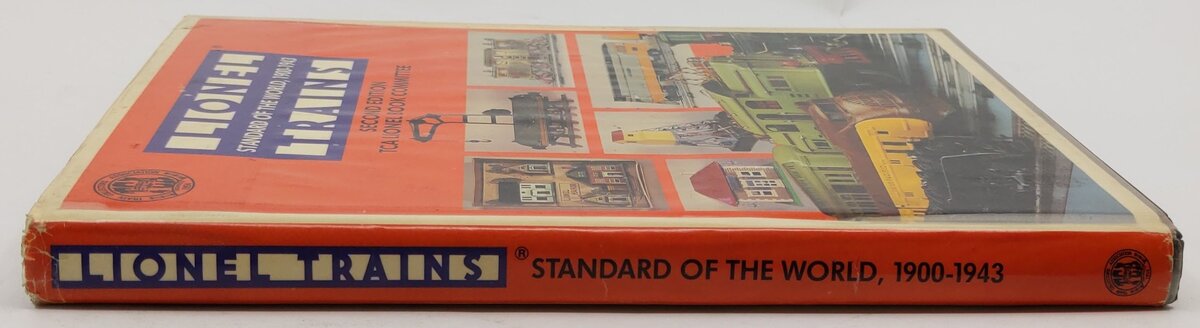 LIONEL
STANDARD OF THE WORLD, 1900-1943
TRAINS
®
SECOND EDITION
TCA LIONEL BOOK COMMITTEE
LIONEL TRAINS® STANDARD OF THE WORLD, 1900-1943